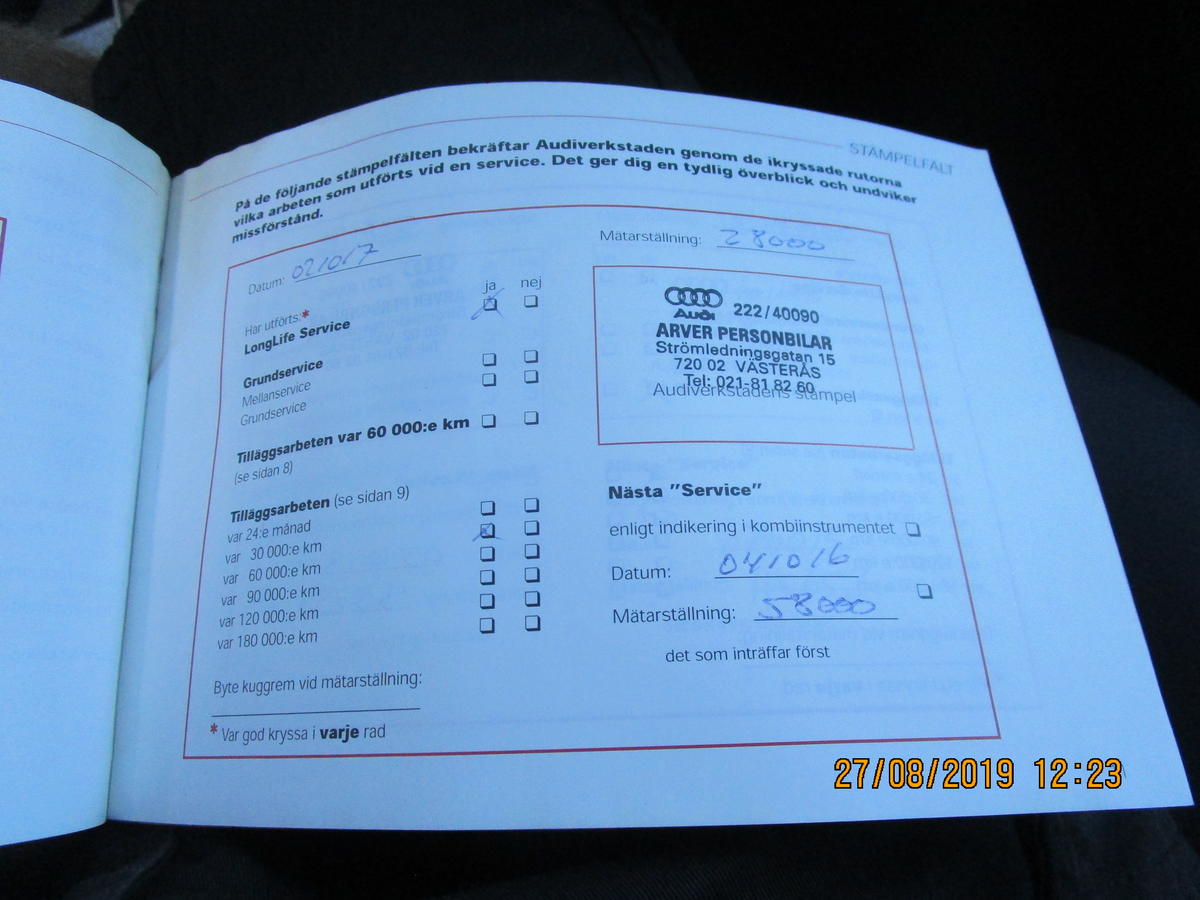 STÄMPELFÄLT
På de följande stämpelfälten bekräftar Audiverkstaden genom de ikryssade rutorna
vilka arbeten som utförts vid en service. Det ger dig en tydlig överblick och undviker
missförstånd.
Datum: 021017
Mätarställning: 28000
ja nej
Har utförts:*
LongLife Service
Grundservice
Mellanservice
Grundservice
Tilläggsarbeten var 60 000:e km
(se sidan 8)
Tilläggsarbeten (se sidan 9)
var 24:e månad
var 30 000:e km
var 60 000:e km
var 90 000:e km
var 120 000:e km
var 180 000:e km
Byte kuggrem vid mätarställning:
* Var god kryssa i varje rad
Audi 222/40090
ARVER PERSONBILAR
Strömledningsgatan 15
720 02 VÄSTERÅS
Tel: 021-81 82 60
Audiverkstadens stämpel
Nästa "Service"
enligt indikering i kombiinstrumentet
Datum: 041016
Mätarställning: 58000
det som inträffar först
27/08/2019 12:23